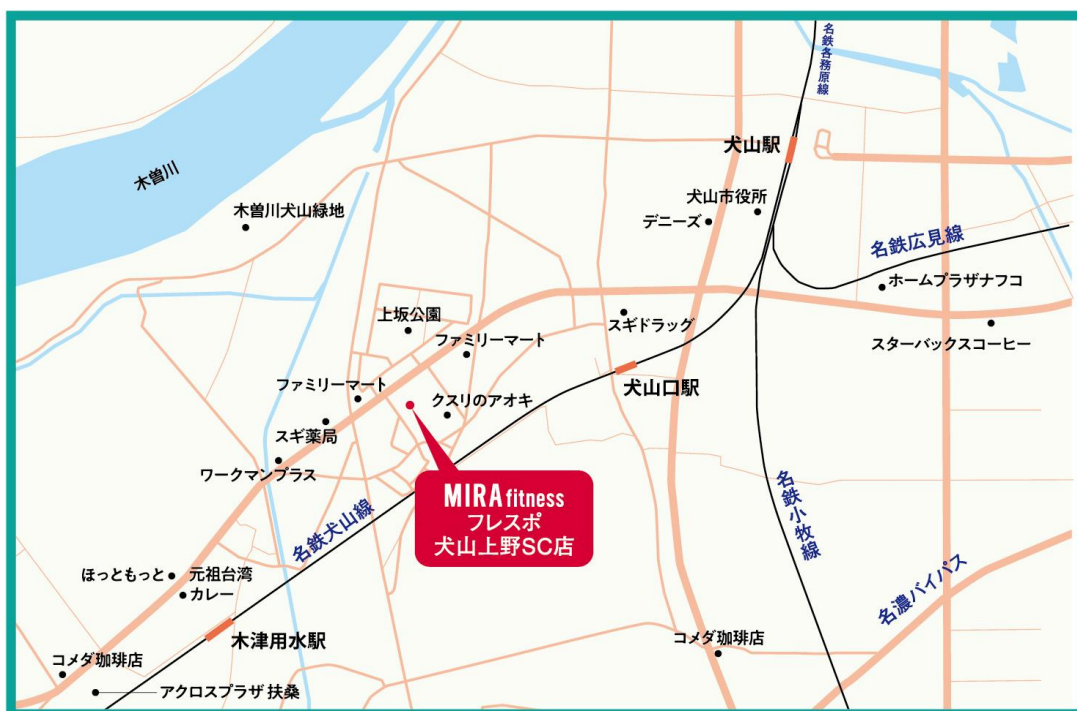 名鉄各務原線
犬山駅
木曽川
犬山市役所
木曽川犬山緑地
デニーズ
名鉄広見線
ホームプラザナフコ
上坂公園
スギドラッグ
ファミリーマート
スターバックスコーヒー
ファミリーマート
犬山口駅
クスリのアオキ
スギ薬局
ワークマンプラス
MIRA fitness
フレスポ
犬山上野SC店
名鉄犬山線
名鉄小牧線
ほっともっと
元祖台湾
カレー
名濃バイパス
木津用水駅
コメダ珈琲店
コメダ珈琲店
アクロスプラザ 扶桑